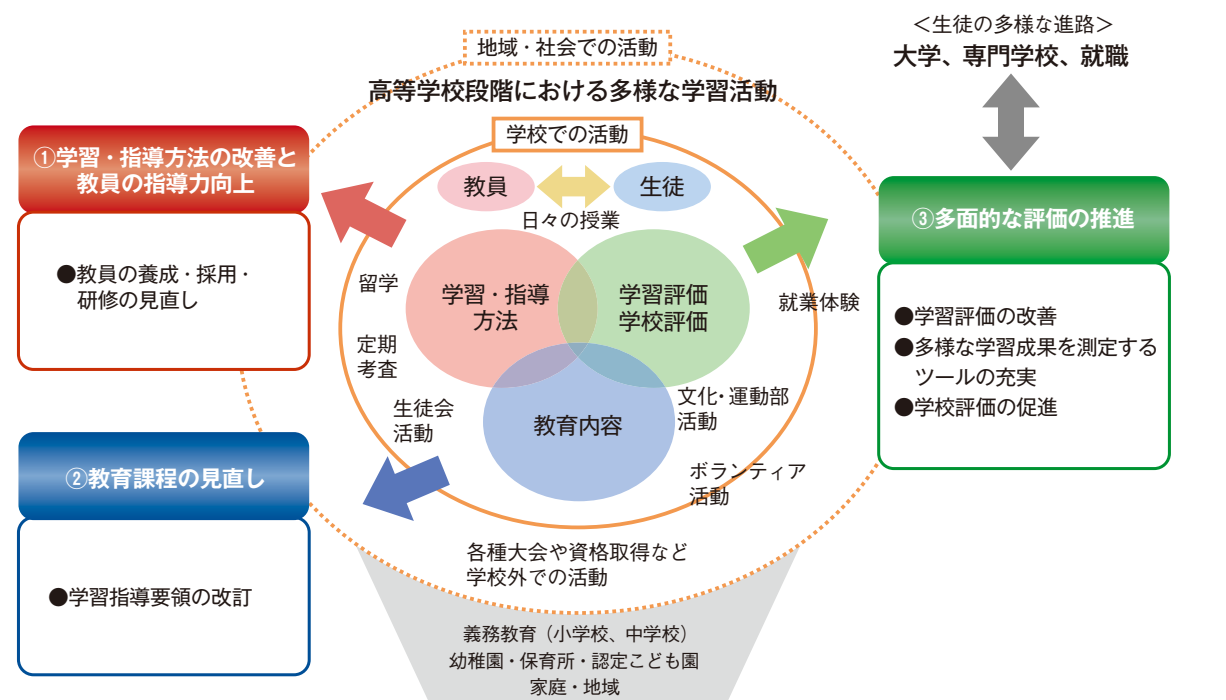 ＜生徒の多様な進路＞
大学、専門学校、就職
地域・社会での活動
高等学校段階における多様な学習活動
学校での活動
①学習・指導方法の改善と
教員の指導力向上
●教員の養成・採用・
研修の見直し
教員
生徒
日々の授業
③多面的な評価の推進
●学習評価の改善
●多様な学習成果を測定する
ツールの充実
●学校評価の促進
留学
学習・指導
方法
学習評価
学校評価
就業体験
定期
考査
生徒会
活動
教育内容
文化・運動部
活動
ボランティア
活動
②教育課程の見直し
●学習指導要領の改訂
各種大会や資格取得など
学校外での活動
義務教育（小学校、中学校）
幼稚園・保育所・認定こども園
家庭・地域